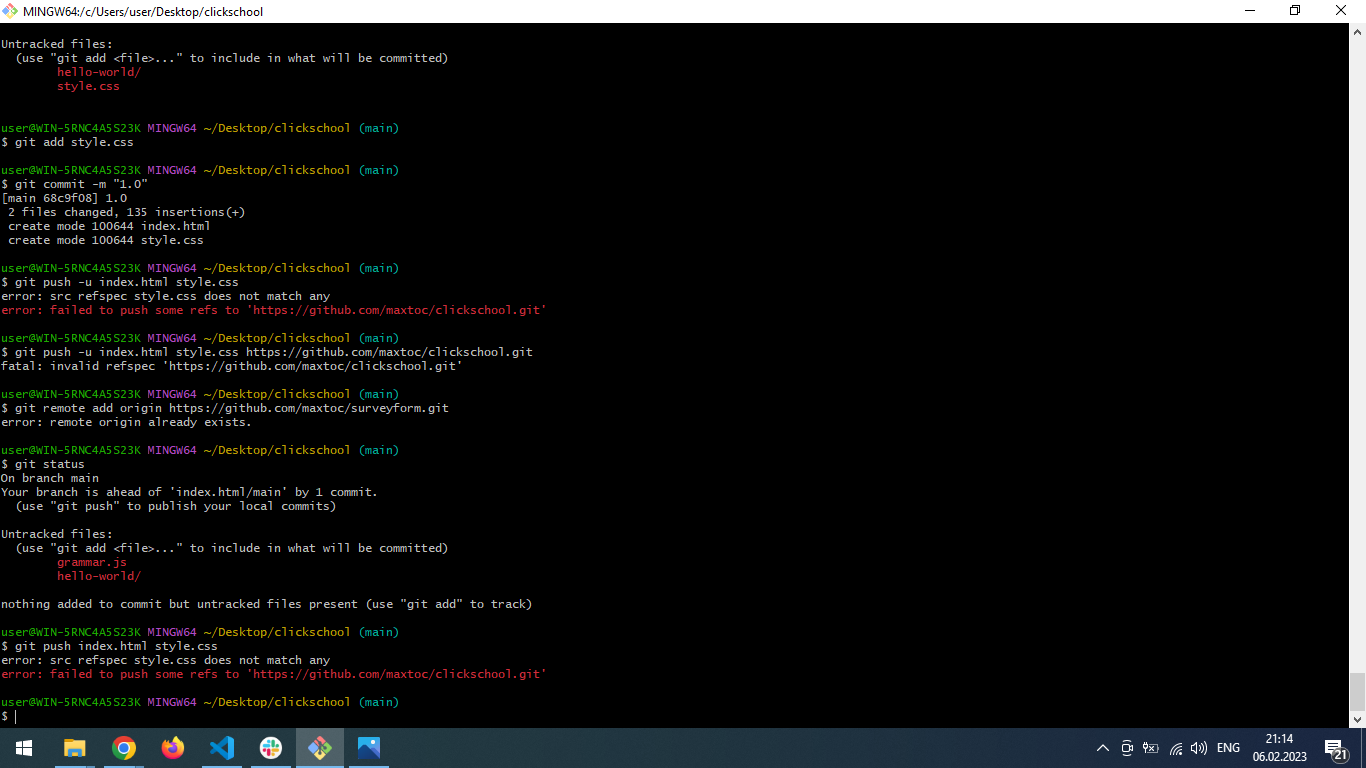 MINGW64:/c/Users/user/Desktop/clickschool
Untracked files:
  (use "git add <file>..." to include in what will be committed)
        hello-world/
        style.css
user@WIN-5RNC4A5S23K MINGW64 ~/Desktop/clickschool (main)
$ git add style.css
user@WIN-5RNC4A5S23K MINGW64 ~/Desktop/clickschool (main)
$ git commit -m "1.0"
[main 68c9f08] 1.0
 2 files changed, 135 insertions(+)
 create mode 100644 index.html
 create mode 100644 style.css
user@WIN-5RNC4A5S23K MINGW64 ~/Desktop/clickschool (main)
$ git push -u index.html style.css
error: src refspec style.css does not match any
error: failed to push some refs to 'https://github.com/maxtoc/clickschool.git'
user@WIN-5RNC4A5S23K MINGW64 ~/Desktop/clickschool (main)
$ git push -u index.html style.css https://github.com/maxtoc/clickschool.git
fatal: invalid refspec 'https://github.com/maxtoc/clickschool.git'
user@WIN-5RNC4A5S23K MINGW64 ~/Desktop/clickschool (main)
$ git remote add origin https://github.com/maxtoc/surveyform.git
error: remote origin already exists.
user@WIN-5RNC4A5S23K MINGW64 ~/Desktop/clickschool (main)
$ git status
On branch main
Your branch is ahead of 'index.html/main' by 1 commit.
  (use "git push" to publish your local commits)
Untracked files:
  (use "git add <file>..." to include in what will be committed)
        grammar.js
        hello-world/
nothing added to commit but untracked files present (use "git add" to track)
user@WIN-5RNC4A5S23K MINGW64 ~/Desktop/clickschool (main)
$ git push index.html style.css
error: src refspec style.css does not match any
error: failed to push some refs to 'https://github.com/maxtoc/clickschool.git'
user@WIN-5RNC4A5S23K MINGW64 ~/Desktop/clickschool (main)
$
ENG
21:14
06.02.2023
21